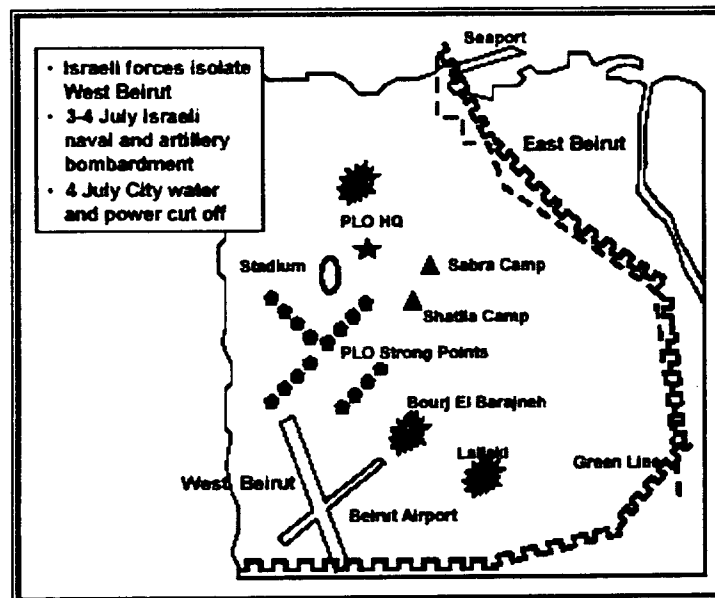 Seaport
• Israeli forces isolate
West Beirut
• 3-4 July Israeli
naval and artillery
bombardment
• 4 July City water
and power cut off
East Beirut
PLO HQ
Stadium
Sabra Camp
Shatila Camp
PLO Strong Points
Bourj El Barajneh
Lailaki
Green Line
West Beirut
Beirut Airport